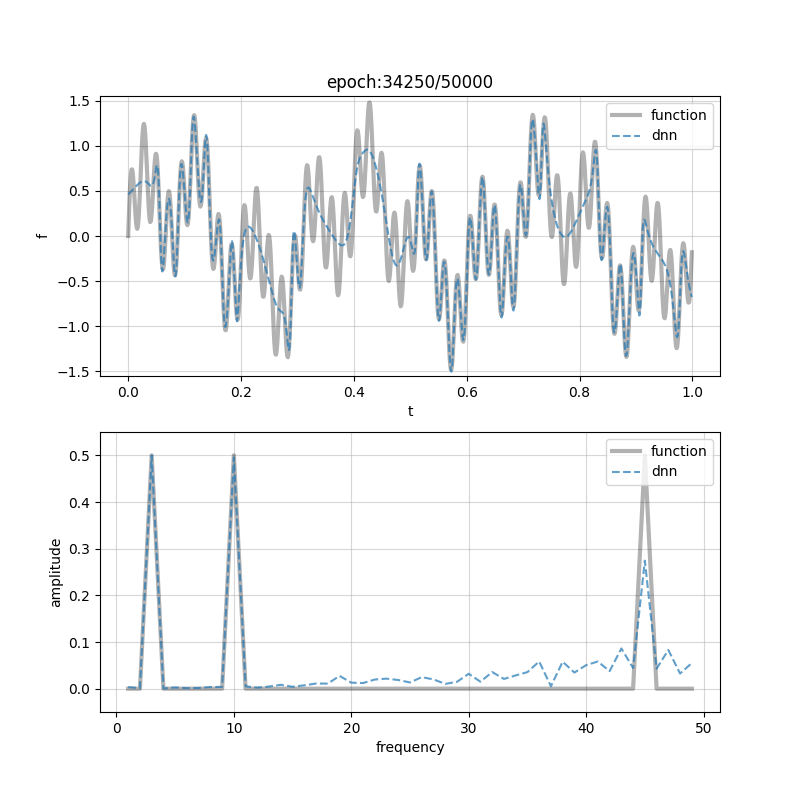 epoch:34250/50000
1.5
1.0
0.5
0.0
−0.5
−1.0
−1.5
f
function
dnn
0.0 0.2 0.4 0.6 0.8 1.0
t
0.5
0.4
0.3
0.2
0.1
0.0
amplitude
function
dnn
0 10 20 30 40 50
frequency